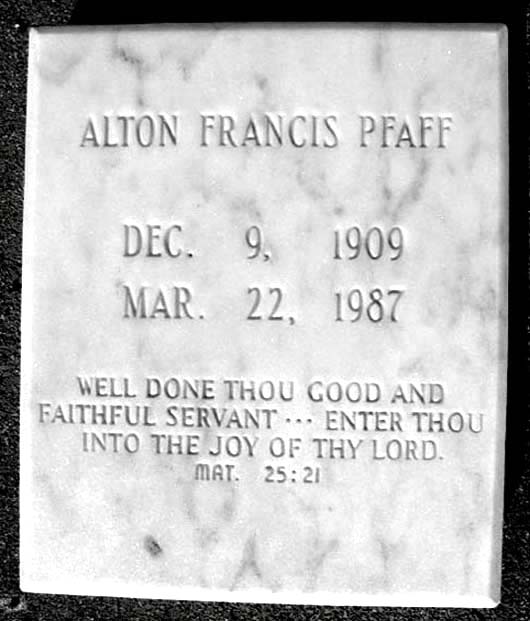 ALTON FRANCIS PFAFF
DEC. 9, 1909
MAR. 22, 1987
WELL DONE THOU GOOD AND
FAITHFUL SERVANT ··· ENTER THOU
INTO THE JOY OF THY LORD.
MAT. 25:21